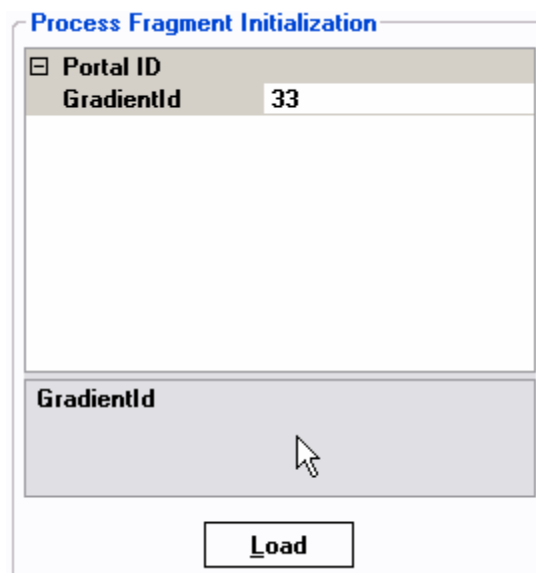 Process Fragment Initialization
Portal ID
GradientId 33
GradientId
Load